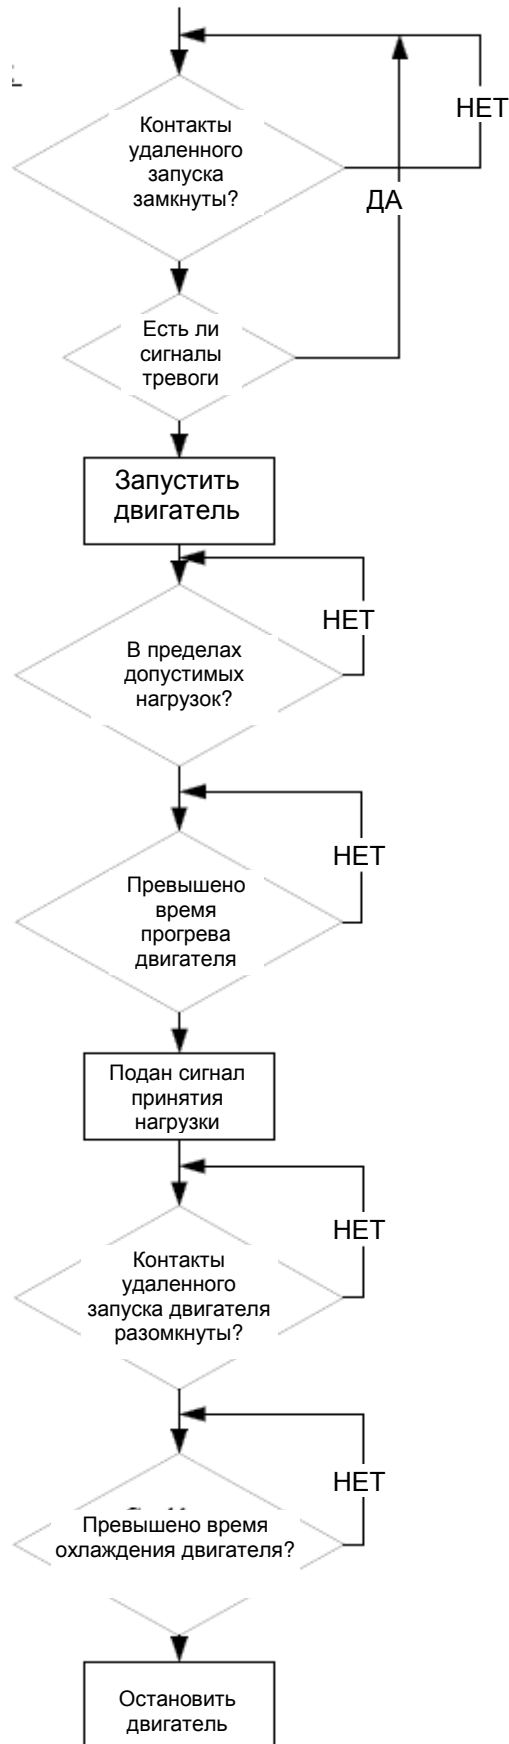 НЕТ
Контакты
удаленного
запуска
замкнуты?
ДА
Есть ли
сигналы
тревоги
Запустить
двигатель
НЕТ
В пределах
допустимых
нагрузок?
НЕТ
Превышено
время
прогрева
двигателя
Подан сигнал
принятия
нагрузки
НЕТ
Контакты
удаленного
запуска двигателя
разомкнуты?
НЕТ
Превышено время
охлаждения двигателя?
Остановить
двигатель